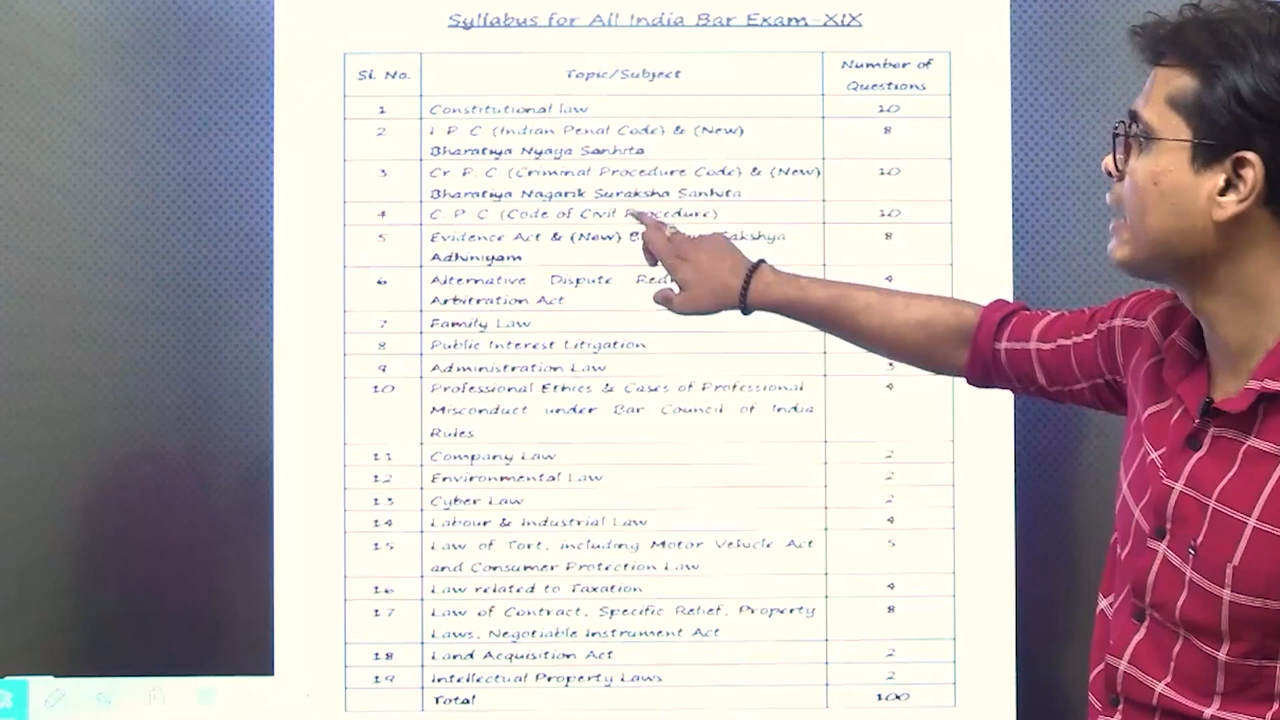 Syllabus for All India Bar Exam-XIX
Sl. No. Topic/Subject Number of Questions
1 Constitutional law 10
2 I P C (Indian Penal Code) & (New) 8
Bharatiya Nyaya Sanhita
3 Cr P. C (Criminal Procedure Code) & (New) 10
Bharatiya Nagarik Suraksha Sanhita
4 C P C (Code of Civil Procedure) 10
5 Evidence Act & (New) Sakshya 8
Adhiniyam
6 Alternative Dispute 4
Arbitration Act
7 Family Law
8 Public Interest Litigation
9 Administration Law 3
10 Professional Ethics & Cases of Professional 4
Misconduct under Bar Council of India
Rules
11 Company Law 2
12 Environmental Law 2
13 Cyber Law 2
14 Labour & Industrial Law 4
15 Law of Tort, including Motor Vehicle Act 5
and Consumer Protection Law
16 Law related to Taxation 4
17 Law of Contract, Specific Relief, Property 8
Laws, Negotiable Instrument Act
18 Land Acquisition Act 2
19 Intellectual Property Laws 2
Total 100